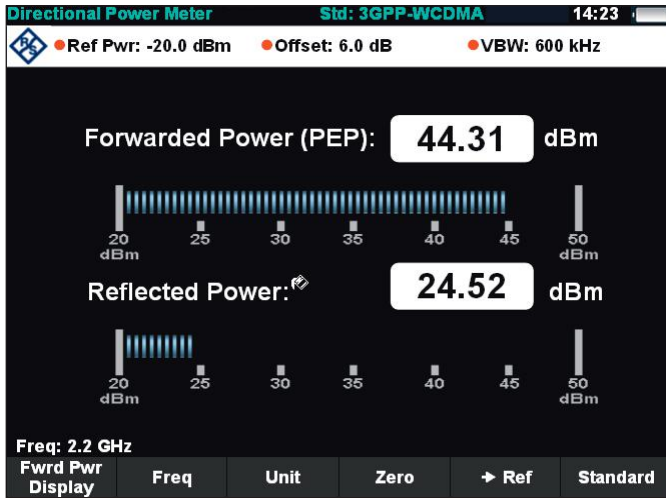 Directional Power Meter Std: 3GPP-WCDMA 14:23
R&S Ref Pwr: -20.0 dBm Offset: 6.0 dB VBW: 600 kHz
Forwarded Power (PEP): 44.31 dBm
20 25 30 35 40 45 50
dBm dBm
Reflected Power: 24.52 dBm
20 25 30 35 40 45 50
dBm dBm
Freq: 2.2 GHz
Fwrd Pwr Display Freq Unit Zero → Ref Standard